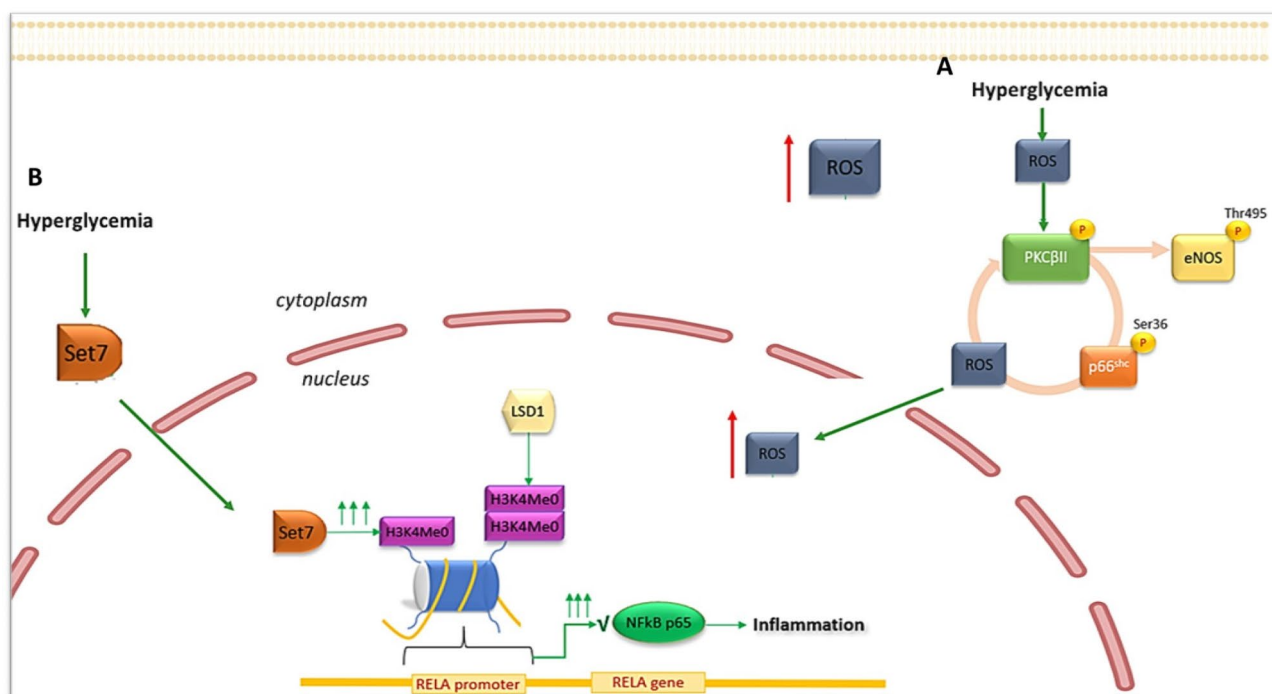 A
Hyperglycemia
ROS
ROS
B
Hyperglycemia
Thr495
P
P
PKCβII
eNOS
cytoplasm
Ser36
P
Set7
ROS
p66shc
nucleus
LSD1
ROS
H3K4Me0
Set7
H3K4Me0
H3K4Me0
√
NFkB p65
Inflammation
RELA promoter
RELA gene